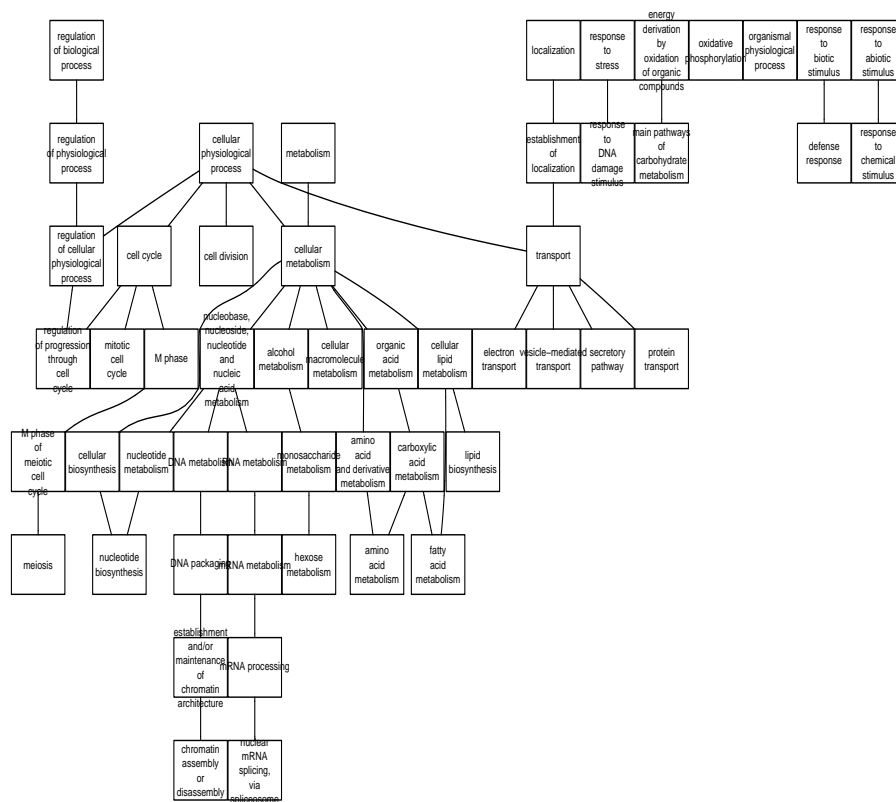 regulation
of biological
process
localization
response
to
stress
energy
derivation
by
oxidation
of organic
compounds
oxidative
phosphorylation
organismal
physiological
process
response
to
biotic
stimulus
response
to
abiotic
stimulus
regulation
of physiological
process
cellular
physiological
process
metabolism
establishment
of
localization
response
to
DNA
damage
stimulus
main pathways
of
carbohydrate
metabolism
defense
response
response
to
chemical
stimulus
regulation
of cellular
physiological
process
cell cycle
cell division
cellular
metabolism
transport
regulation
of progression
through
cell
cycle
mitotic
cell
cycle
M phase
nucleobase,
nucleoside,
nucleotide
and
nucleic
acid
metabolism
alcohol
metabolism
cellular
macromolecule
metabolism
organic
acid
metabolism
cellular
lipid
metabolism
electron
transport
vesicle−mediated
transport
secretory
pathway
protein
transport
M phase
of
meiotic
cell
cycle
cellular
biosynthesis
nucleotide
metabolism
DNA metabolism
RNA metabolism
monosaccharide
metabolism
amino
acid
and derivative
metabolism
carboxylic
acid
metabolism
lipid
biosynthesis
meiosis
nucleotide
biosynthesis
DNA packaging
mRNA metabolism
hexose
metabolism
amino
acid
metabolism
fatty
acid
metabolism
establishment
and/or
maintenance
of
chromatin
architecture
mRNA processing
chromatin
assembly
or
disassembly
nuclear
mRNA
splicing,
via
spliceosome